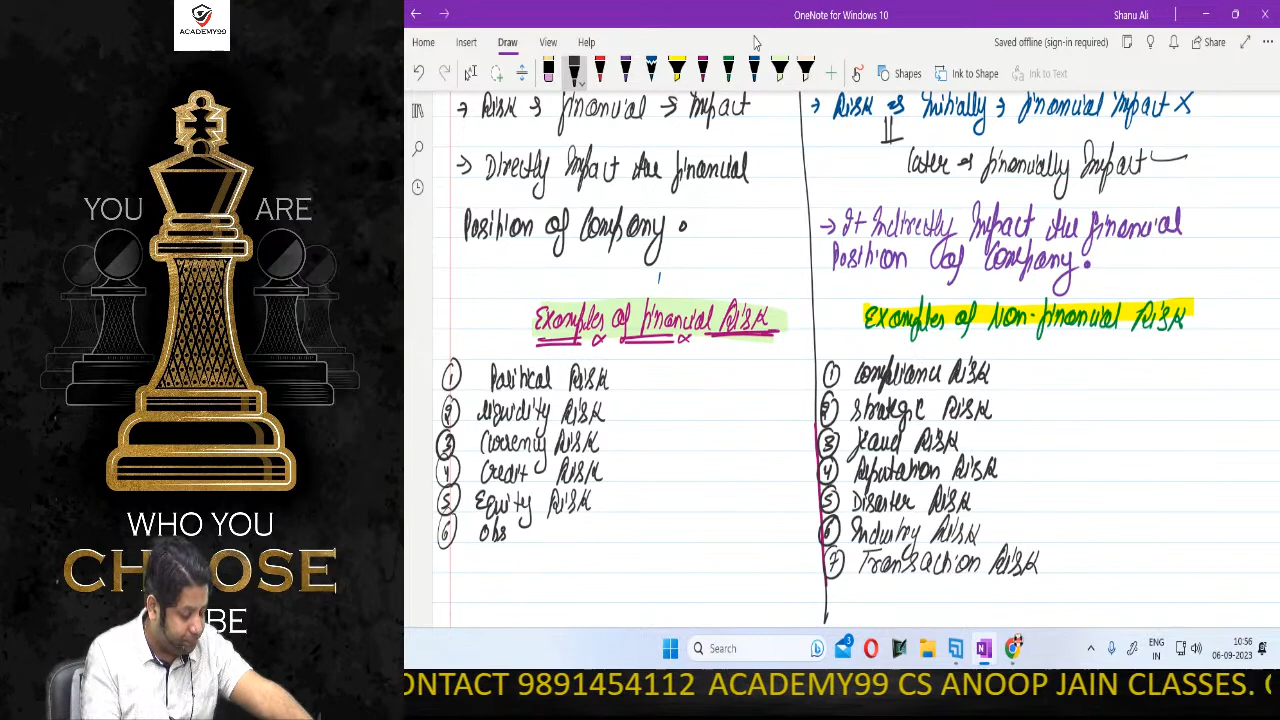 ACADEMY99
YOU ARE
WHO YOU
CHOOSE
BE
OneNote for Windows 10
Shanu Ali
Home Insert Draw View Help
Saved offline (sign-in required)
Share
Shapes
Ink to Shape
Ink to Text
→ Risk → financial → Impact
→ Directly Impact the financial
Position of Company.
Examples of financial Risk
① Political Risk
② Liquidity Risk
③ Currency Risk
④ Credit Risk
⑤ Equity Risk
⑥ Obs
→ Risk → Initially → financial Impact X
later → financially Impact
→ It Indirectly Impact the financial
Position of Company.
Examples of Non-financial Risk
① Compliance Risk
② Strategic Risk
③ Fraud Risk
④ Reputation Risk
⑤ Disaster Risk
⑥ Industry Risk
⑦ Transaction Risk
Search
3
ENG
IN
10:56
06-09-2023
ONTACT 9891454112 ACADEMY99 CS ANOOP JAIN CLASSES.